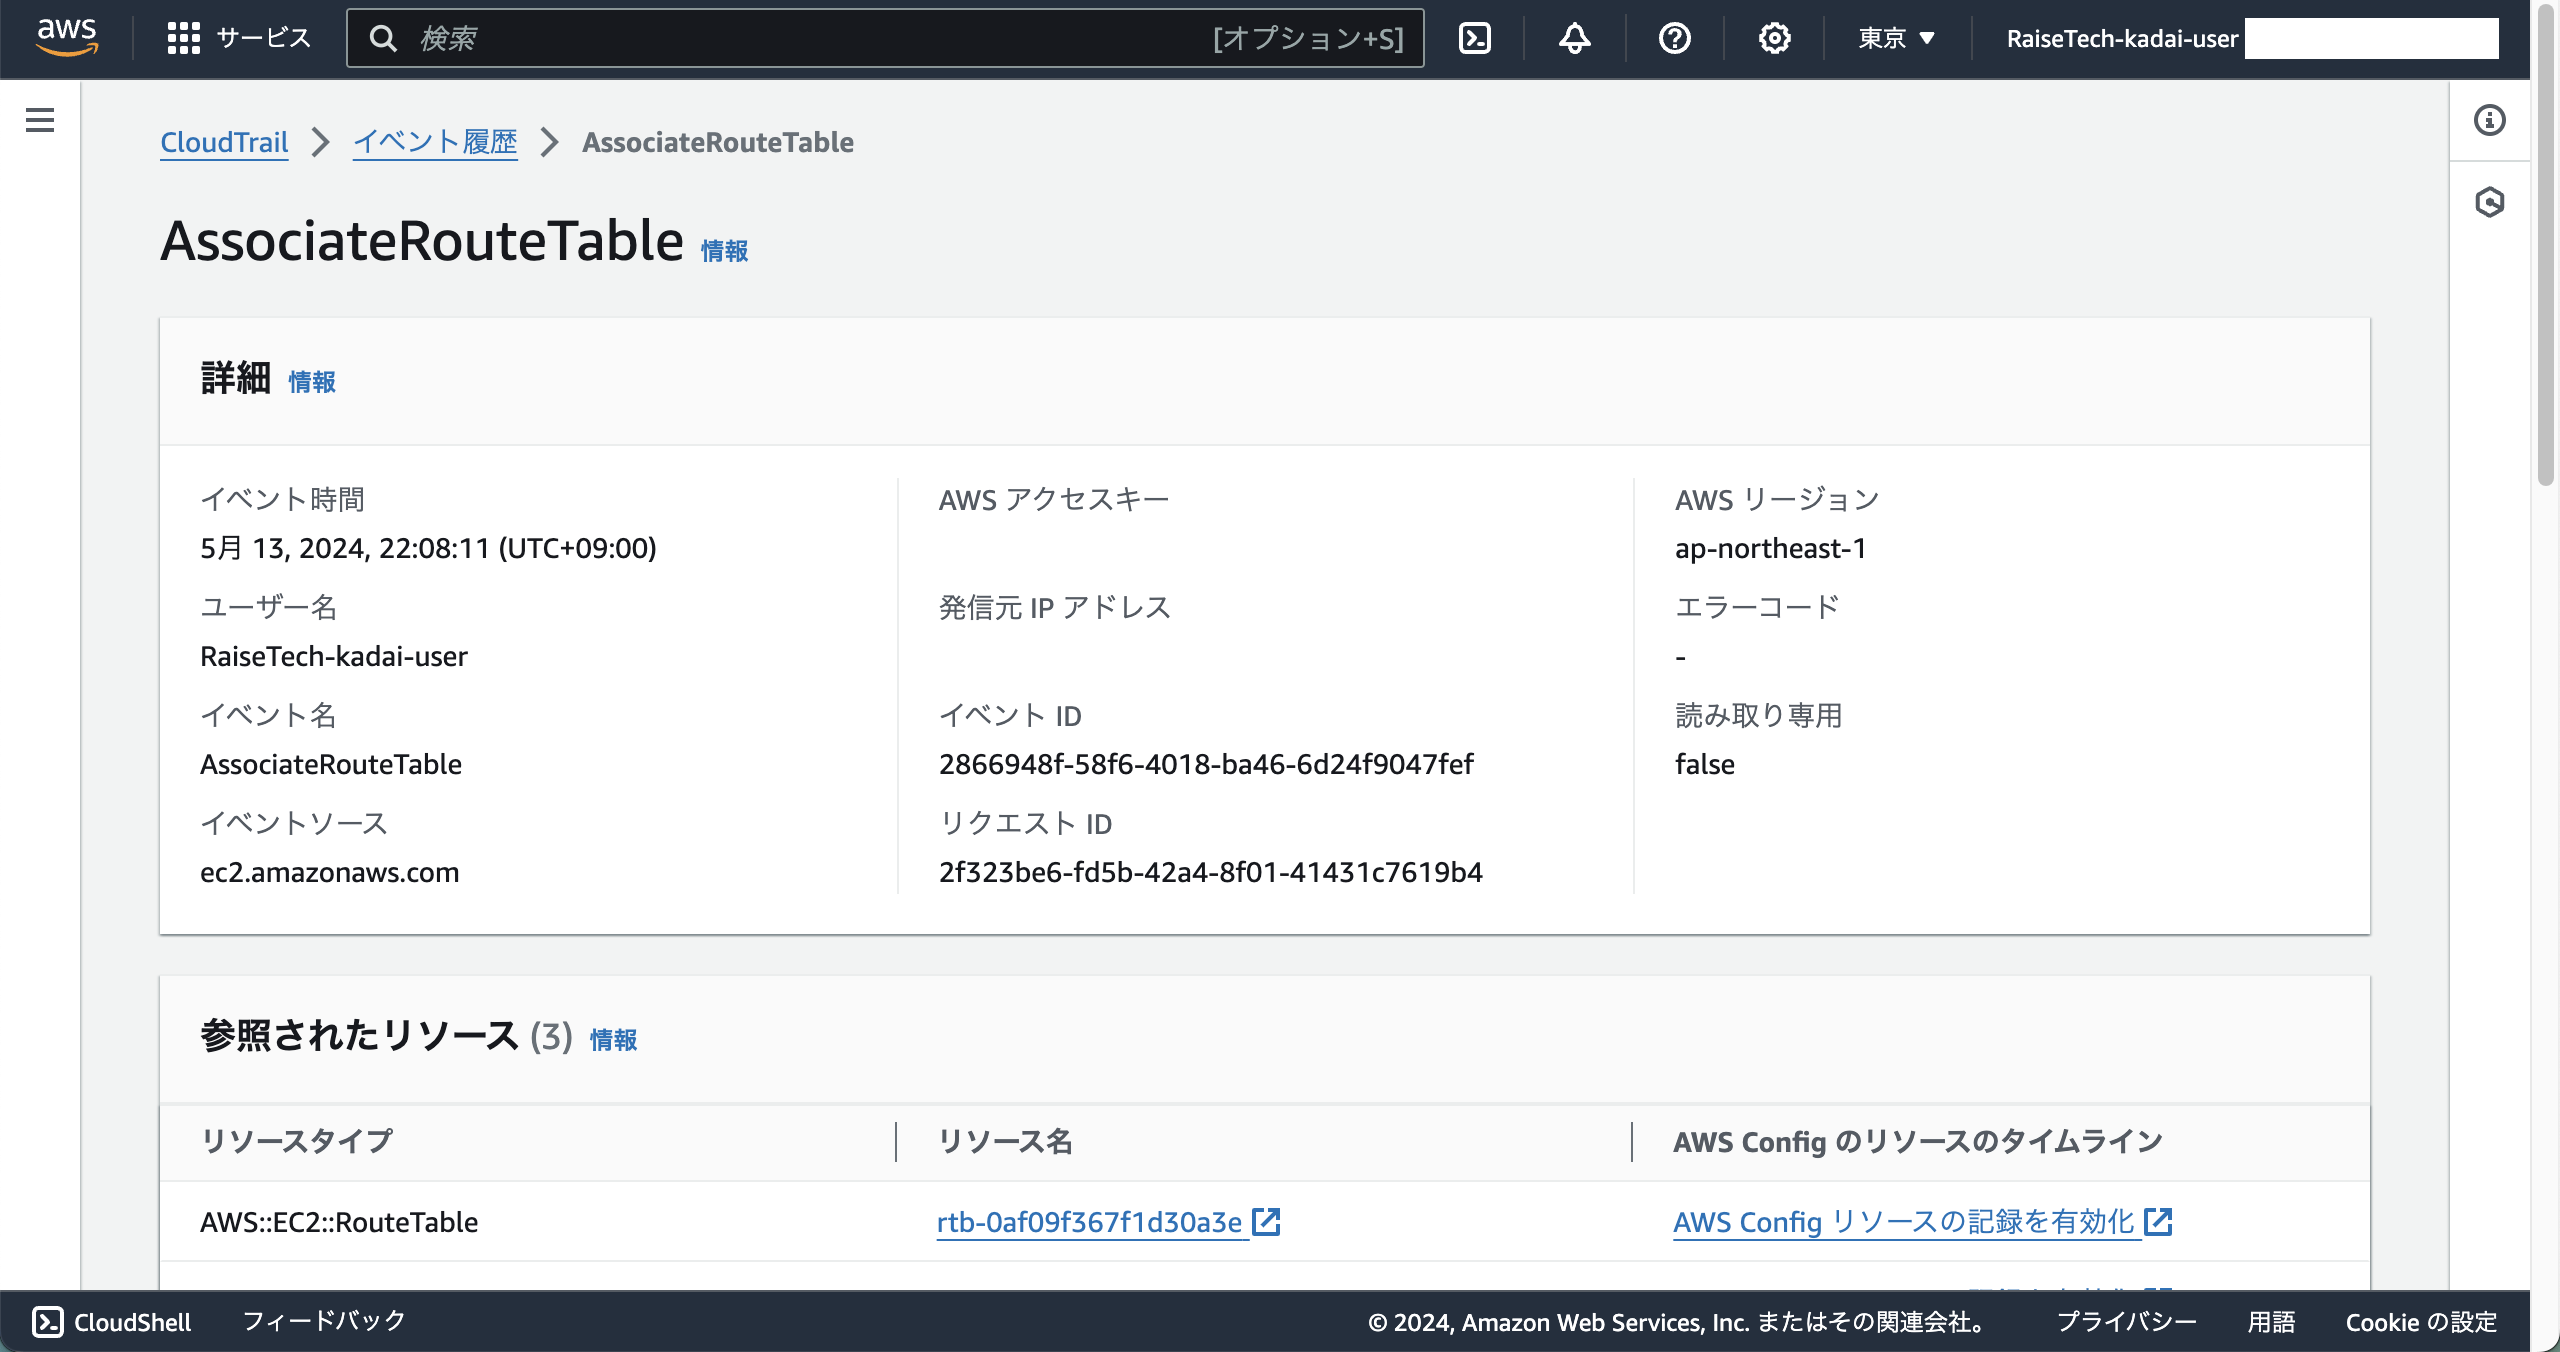 aws サービス 検索 [オプション+S] 東京 RaiseTech-kadai-user
CloudTrail イベント履歴 AssociateRouteTable
AssociateRouteTable 情報
詳細 情報
イベント時間
5月 13, 2024, 22:08:11 (UTC+09:00)
ユーザー名
RaiseTech-kadai-user
イベント名
AssociateRouteTable
イベントソース
ec2.amazonaws.com
AWS アクセスキー
発信元 IP アドレス
イベント ID
2866948f-58f6-4018-ba46-6d24f9047fef
リクエスト ID
2f323be6-fd5b-42a4-8f01-41431c7619b4
AWS リージョン
ap-northeast-1
エラーコード
-
読み取り専用
false
参照されたリソース (3) 情報
リソースタイプ リソース名 AWS Config のリソースのタイムライン
AWS::EC2::RouteTable rtb-0af09f367f1d30a3e AWS Config リソースの記録を有効化
CloudShell フィードバック © 2024, Amazon Web Services, Inc. またはその関連会社。 プライバシー 用語 Cookie の設定